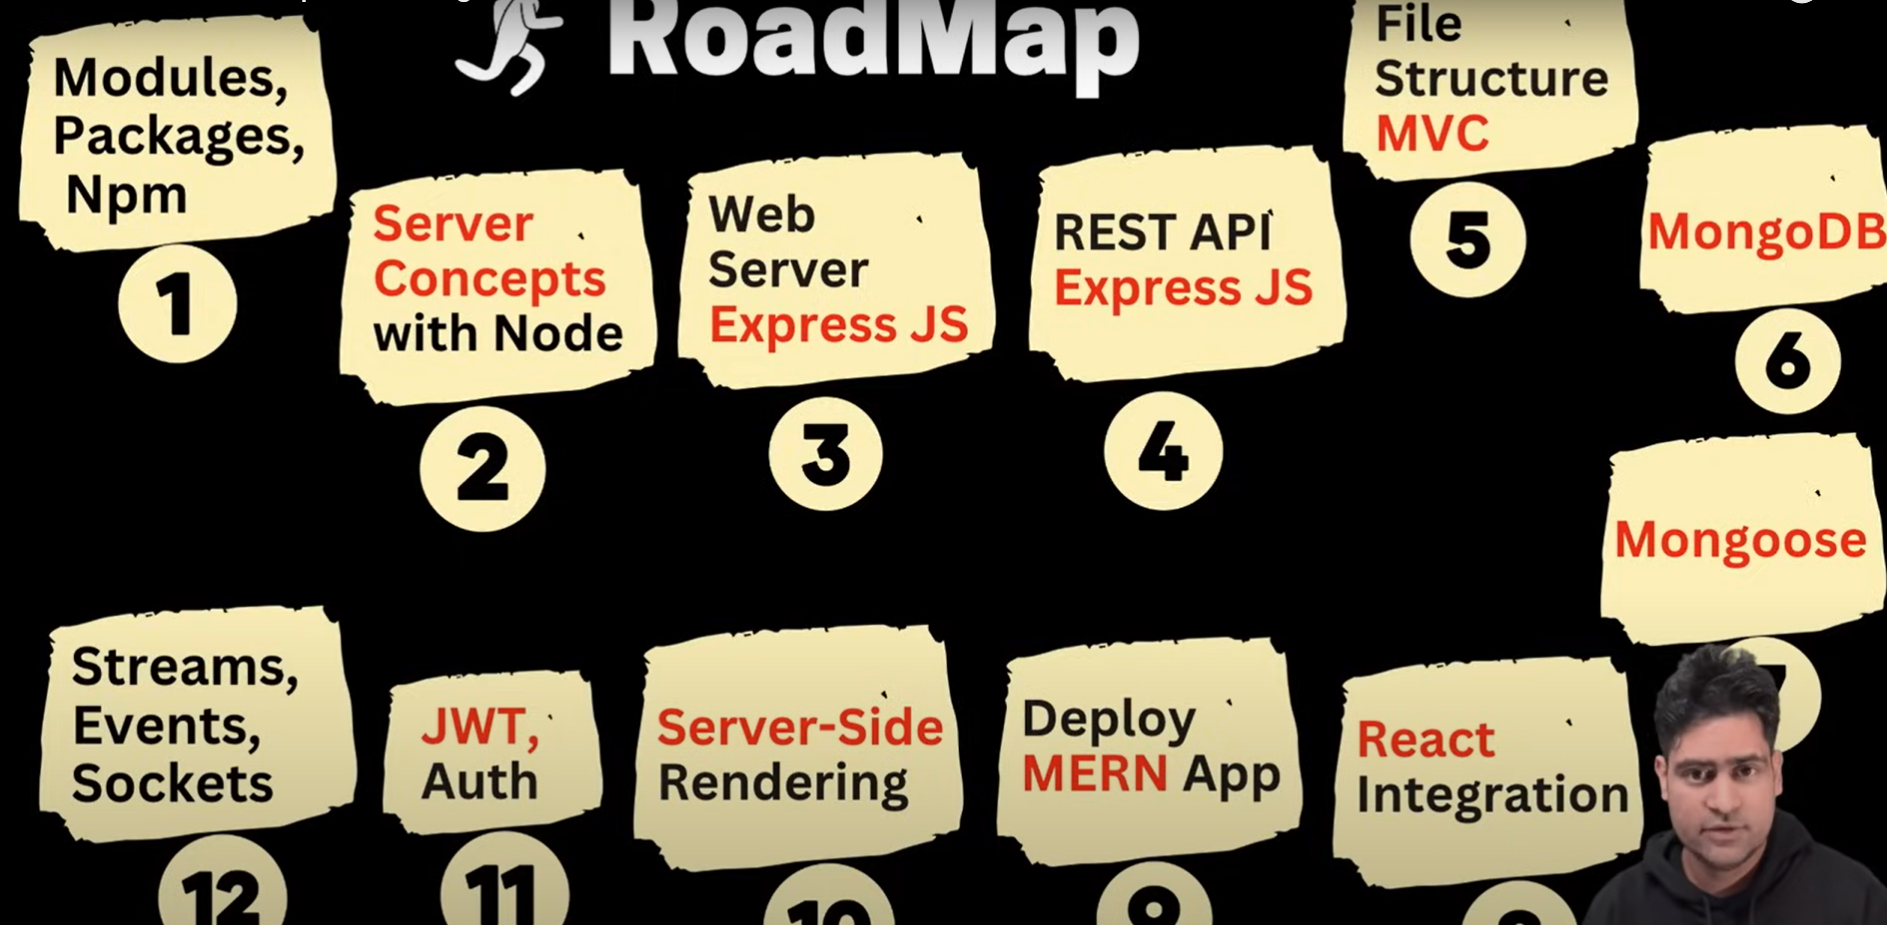 RoadMap
Modules,
Packages,
Npm
1
Server
Concepts
with Node
2
Web
Server
Express JS
3
REST API
Express JS
4
File
Structure
MVC
5
MongoDB
6
Mongoose
7
React
Integration
8
Deploy
MERN App
9
Server-Side
Rendering
10
JWT,
Auth
11
Streams,
Events,
Sockets
12